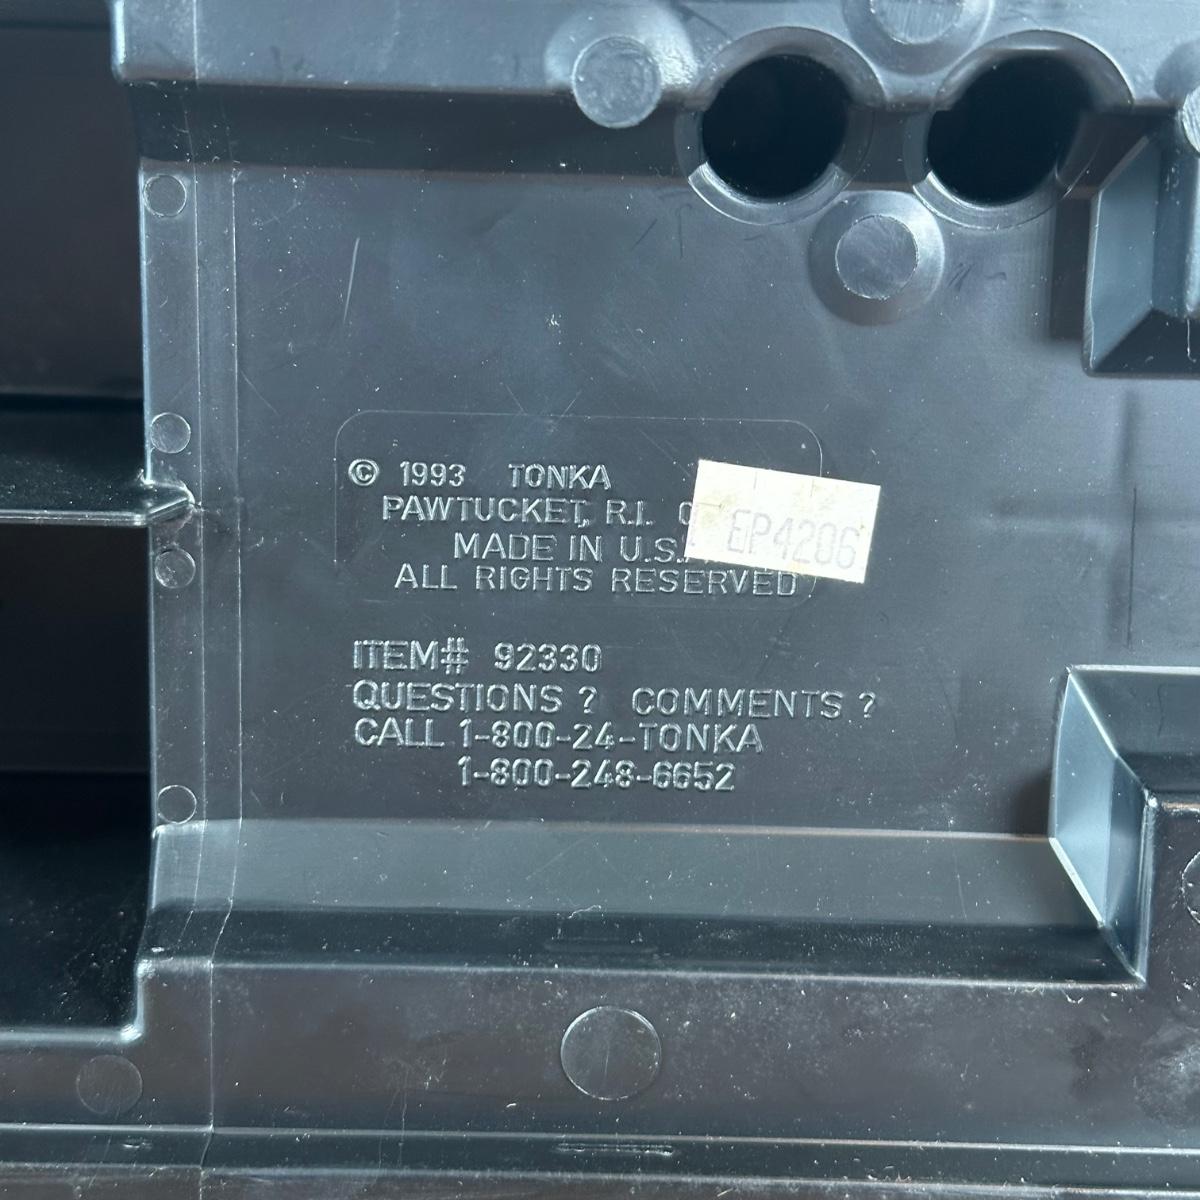 © 1993 TONKA
PAWTUCKET, R.I.
MADE IN U.S.
ALL RIGHTS RESERVED
EP4206
ITEM# 92330
QUESTIONS ? COMMENTS ?
CALL 1-800-24-TONKA
1-800-248-6652